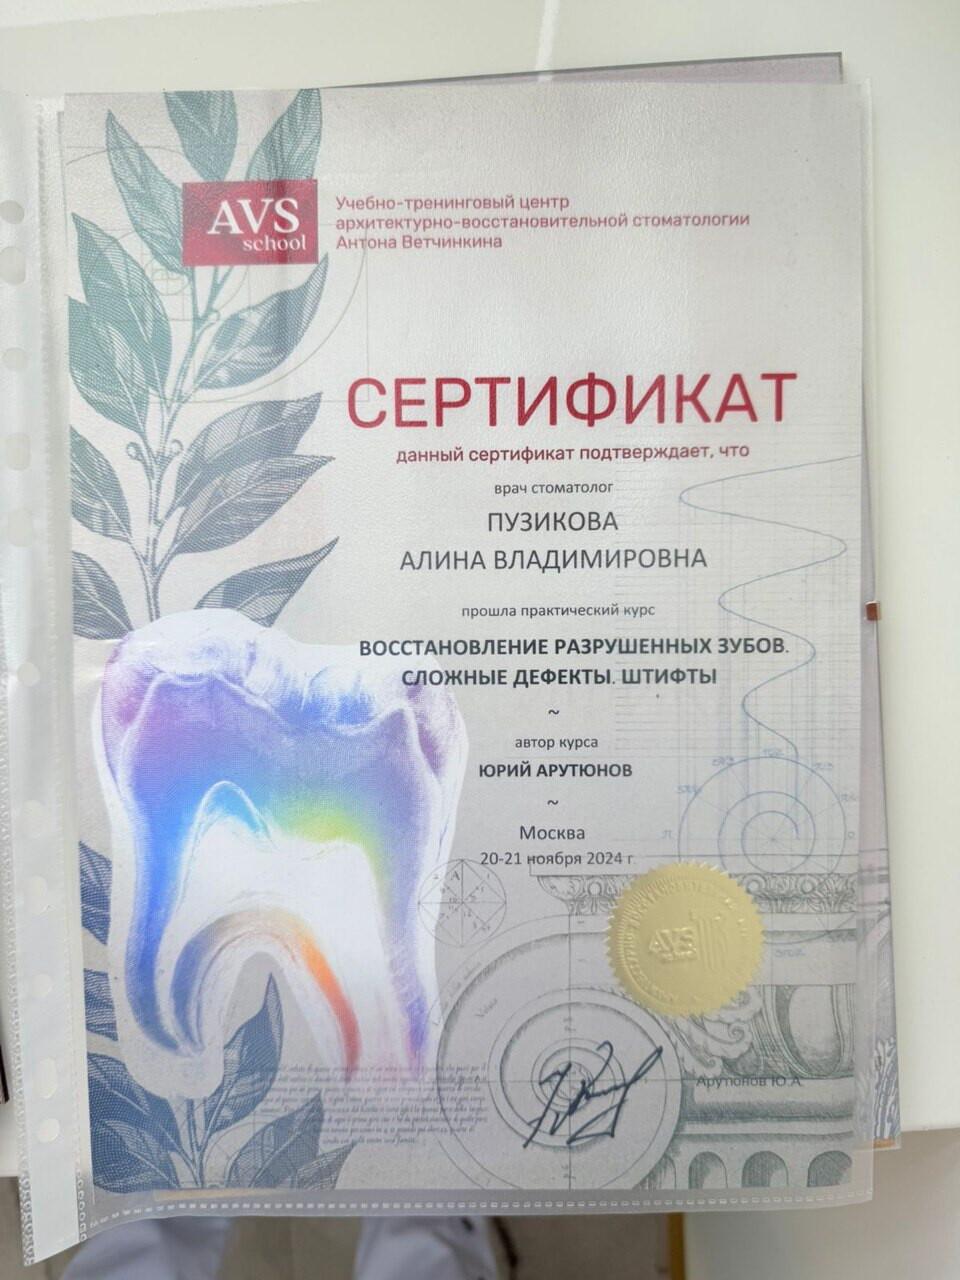 AVS
school
Учебно-тренинговый центр
архитектурно-восстановительной стоматологии
Антона Ветчинкина
СЕРТИФИКАТ
данный сертификат подтверждает, что
врач стоматолог
ПУЗИКОВА
АЛИНА ВЛАДИМИРОВНА
прошла практический курс
ВОССТАНОВЛЕНИЕ РАЗРУШЕННЫХ ЗУБОВ.
СЛОЖНЫЕ ДЕФЕКТЫ. ШТИФТЫ
~
автор курса
ЮРИЙ АРУТЮНОВ
~
Москва
20-21 ноября 2024 г.
AVS
Арутюнов Ю.А.